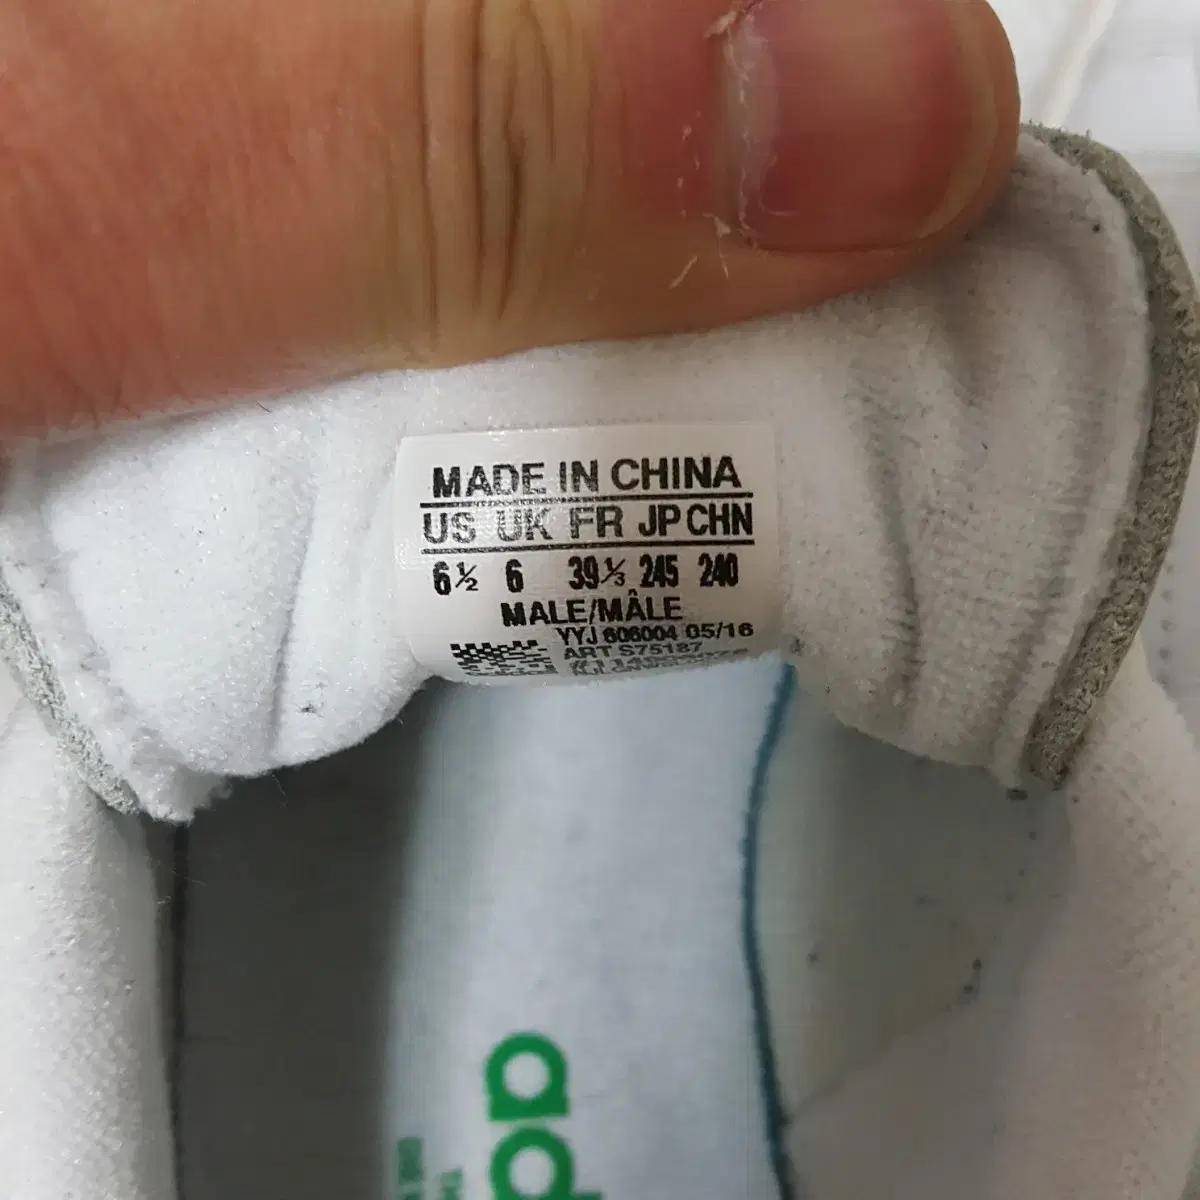 MADE IN CHINA
US UK FR JP CHN
6½ 6 39⅓ 245 240
MALE/MÂLE
YYJ 606004 05/16
ART S75187
ad